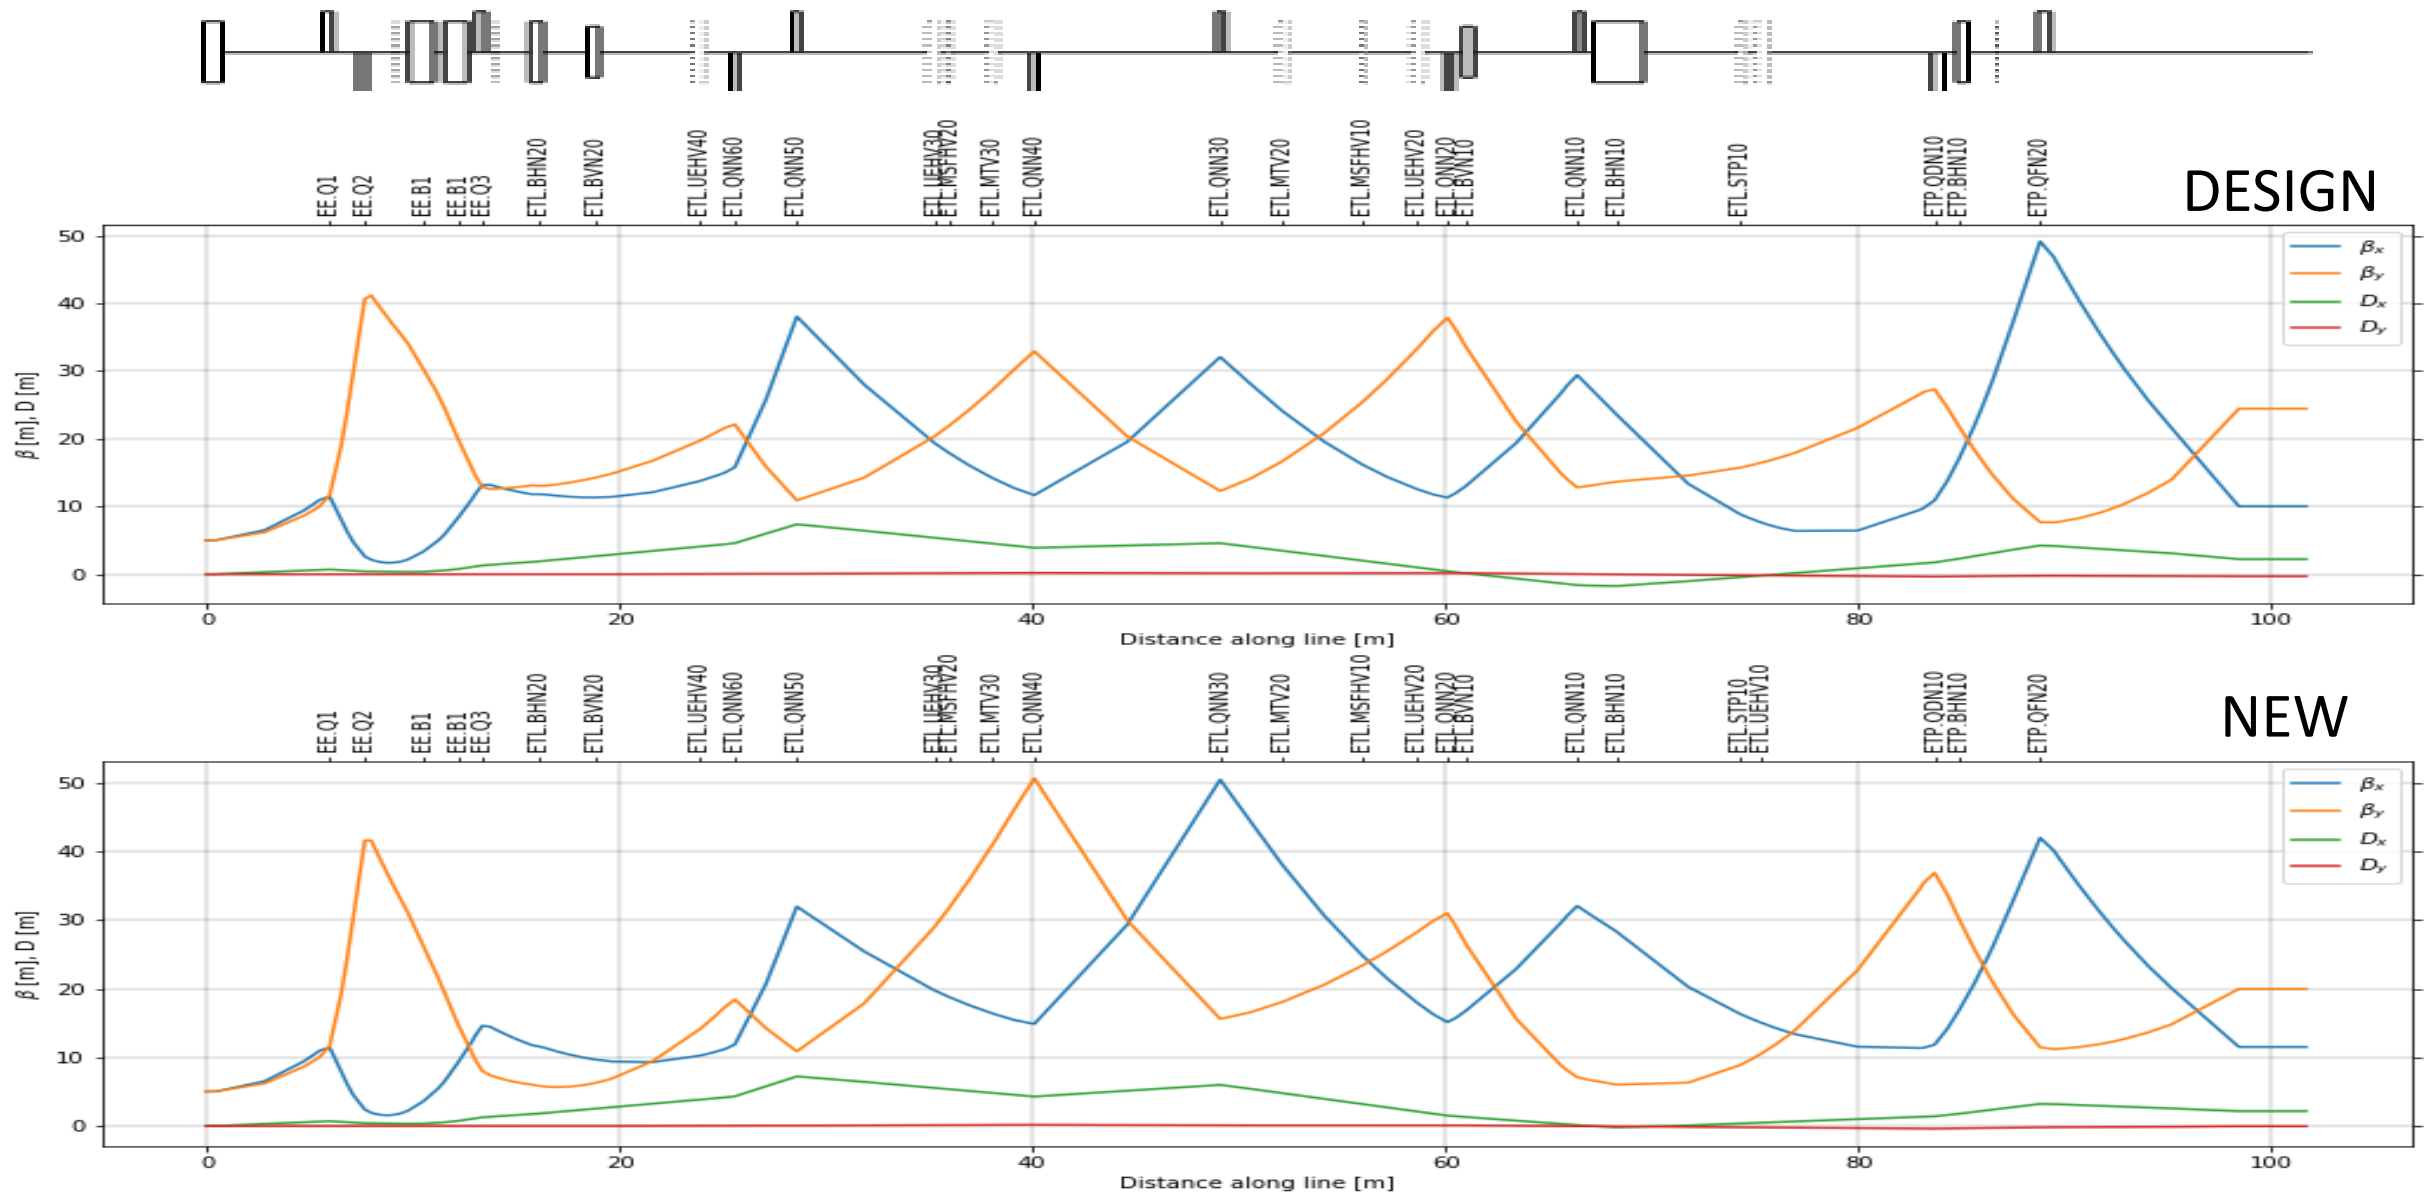 EE.Q1 EE.Q2 EE.B1 EE.B1 EE.Q3 ETL.BHN20 ETL.BVN20 ETL.UEHV40 ETL.QNN60 ETL.QNN50 ETL.UEHV30 ETL.MSFHV20 ETL.MTV30 ETL.QNN40 ETL.QNN30 ETL.MTV20 ETL.MSFHV10 ETL.UEHV20 ETL.QNN20 ETL.BVN10 ETL.QNN10 ETL.BHN10 ETL.STP10 ETP.QDN10 ETP.BHN10 ETP.QFN20
DESIGN
β [m], D [m]
50
40
30
20
10
0
βx
βy
Dx
Dy
0 20 40 60 80 100
Distance along line [m]
EE.Q1 EE.Q2 EE.B1 EE.B1 EE.Q3 ETL.BHN20 ETL.BVN20 ETL.UEHV40 ETL.QNN60 ETL.QNN50 ETL.UEHV30 ETL.MSFHV20 ETL.MTV30 ETL.QNN40 ETL.QNN30 ETL.MTV20 ETL.MSFHV10 ETL.UEHV20 ETL.QNN20 ETL.BVN10 ETL.QNN10 ETL.BHN10 ETL.STP10 ETL.UEHV10 ETP.QDN10 ETP.BHN10 ETP.QFN20
NEW
β [m], D [m]
50
40
30
20
10
0
βx
βy
Dx
Dy
0 20 40 60 80 100
Distance along line [m]